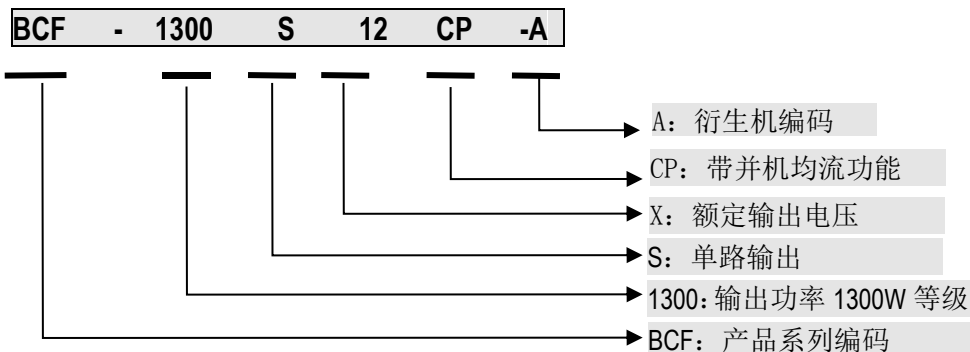 BCF - 1300 S 12 CP -A
A：衍生机编码
CP：带并机均流功能
X：额定输出电压
S：单路输出
1300：输出功率 1300W 等级
BCF：产品系列编码